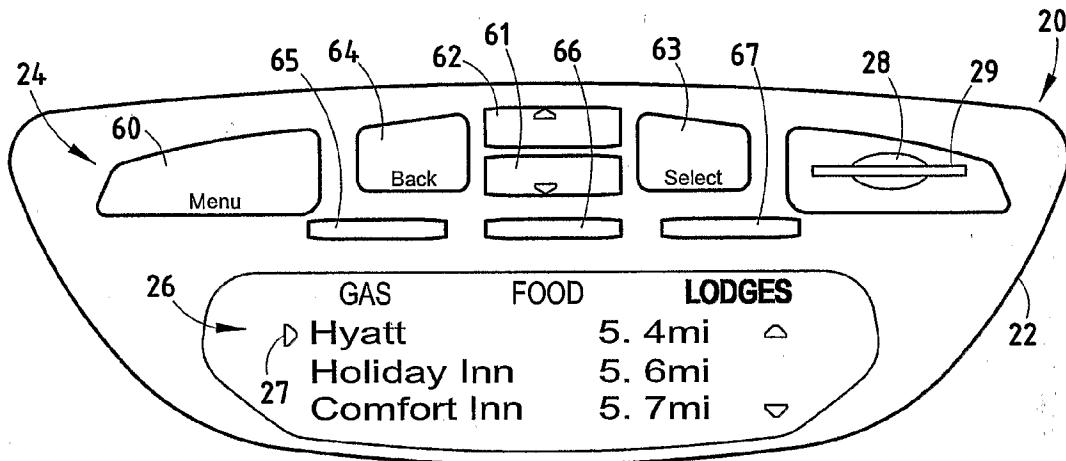 20
61
62
64
66
63
67
28
29
65
24
60
Back
Select
Menu
26
GAS FOOD LODGES
Hyatt 5. 4mi
22
27
Holiday Inn 5. 6mi
Comfort Inn 5. 7mi